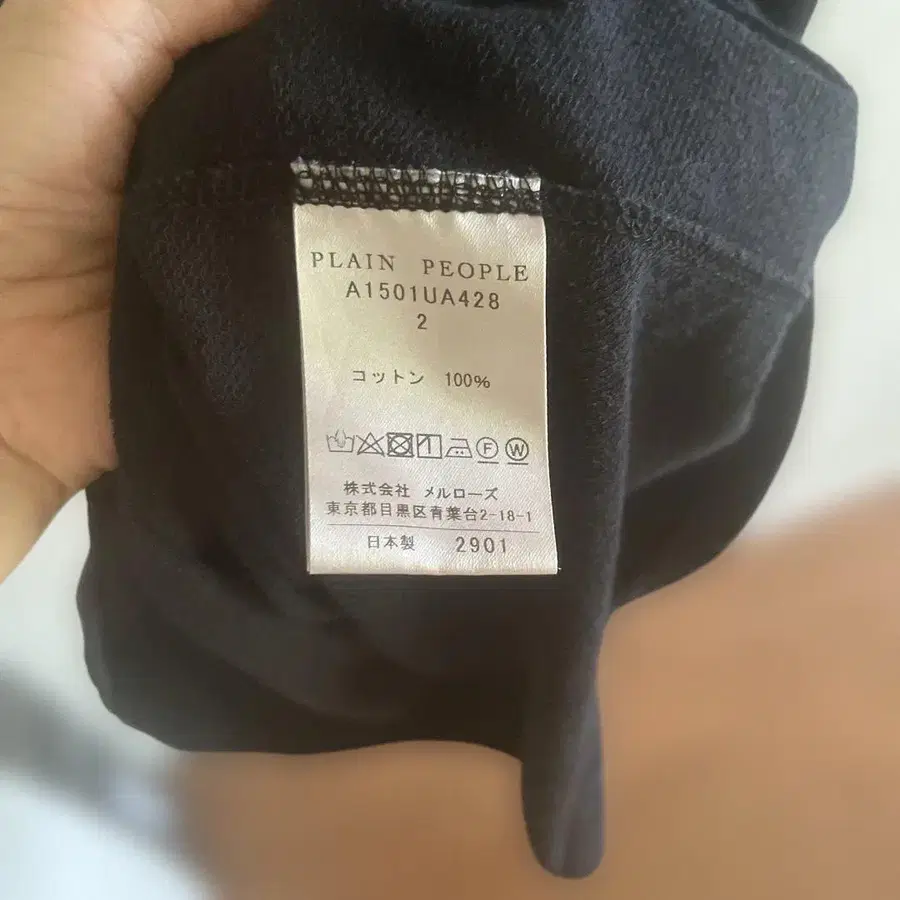 PLAIN PEOPLE
A1501UA428
2
コットン 100%
F W
株式会社 メルローズ
東京都目黒区青葉台2-18-1
日本製 2901